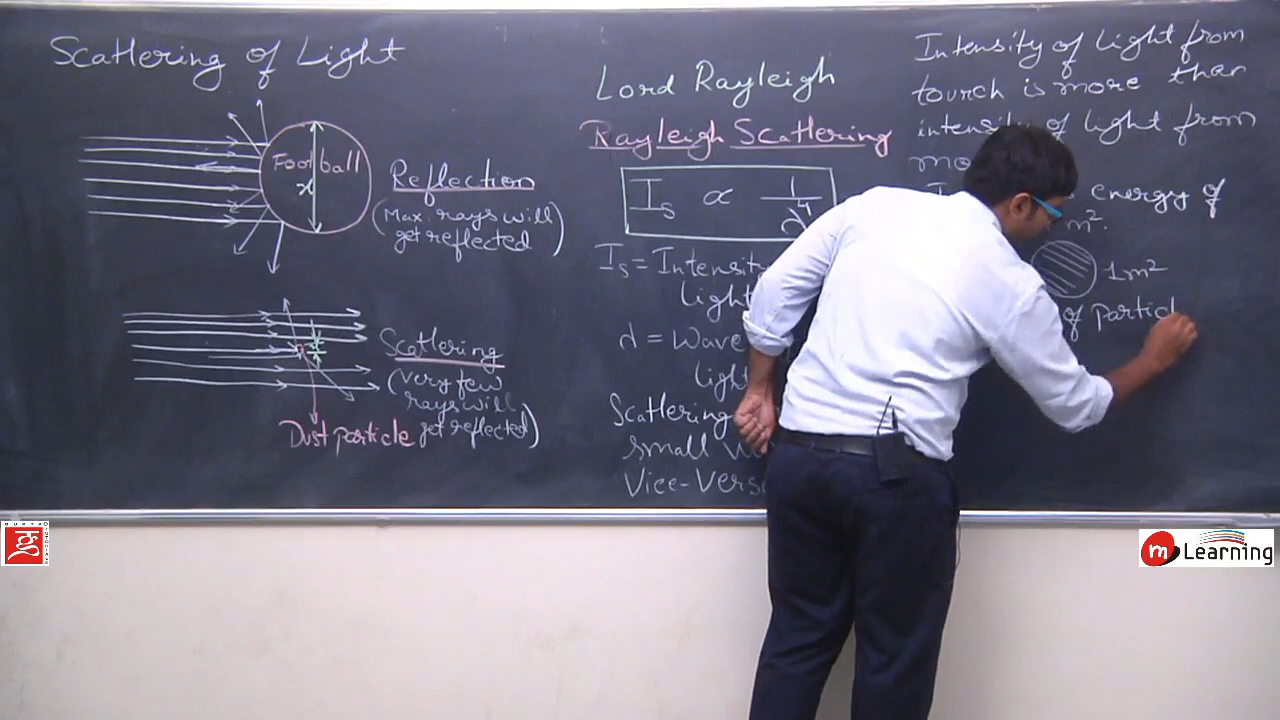 Scattering of Light
Football
x
Reflection
(Max. rays will
get reflected)
Scattering
(Very few
rays will
get reflected)
Dust particle
Lord Rayleigh
Rayleigh Scattering
Is ∝ 1
Is = Intensity
Light
d = Wave
light
Scattering
small
Vice-Versa
Intensity of light from
tourch is more than
intensity of light from
energy of
m².
1m²
of particl
m Learning